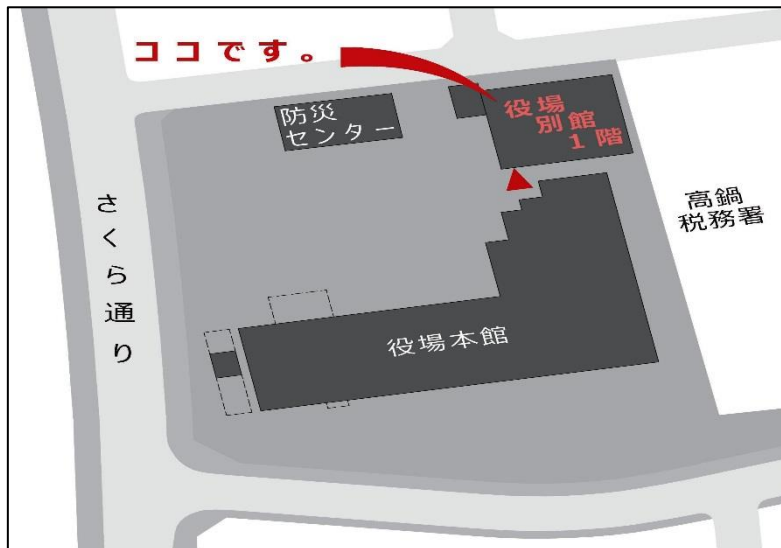 ココです。
防災
センター
役場
別館
1階
高鍋
税務署
さくら通り
役場本館